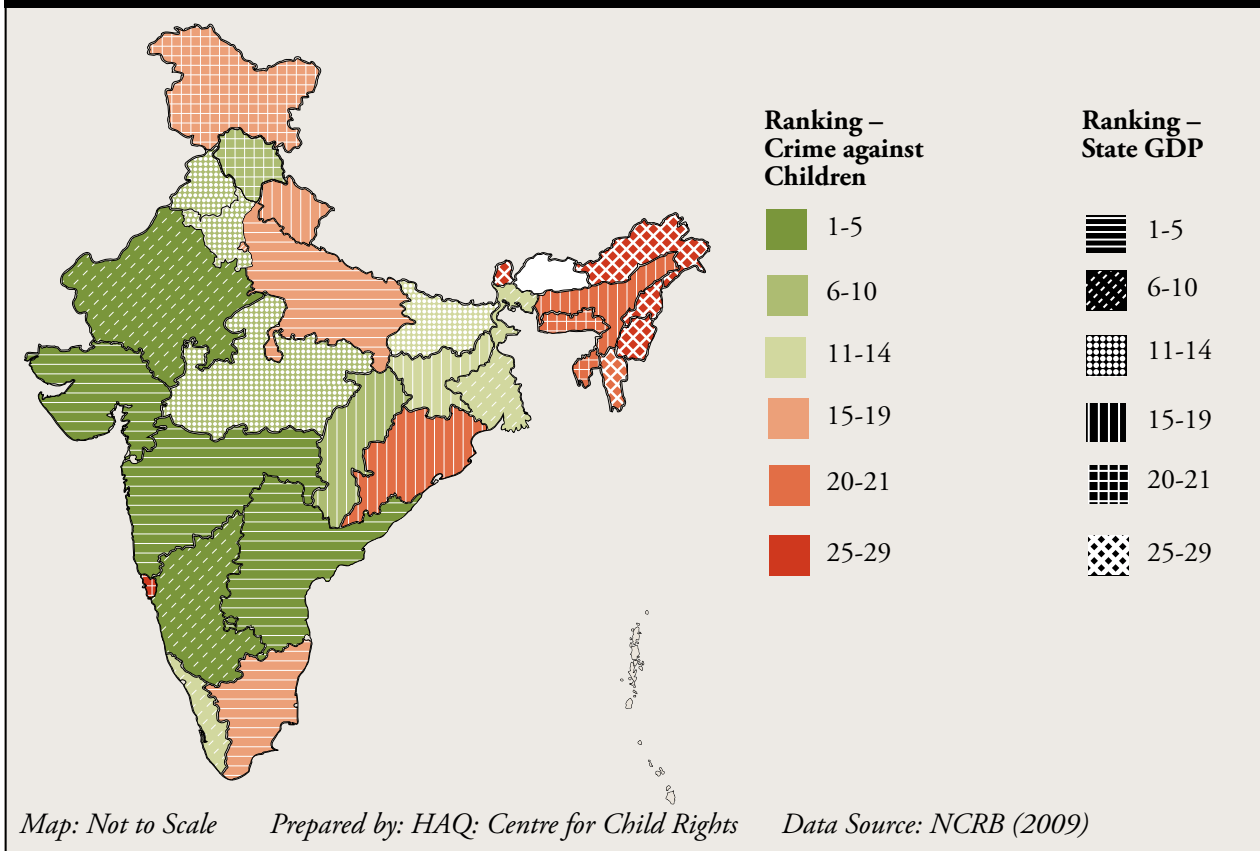 Ranking –
Crime against
Children
1-5
6-10
11-14
15-19
20-21
25-29
Ranking –
State GDP
1-5
6-10
11-14
15-19
20-21
25-29
Map: Not to Scale Prepared by: HAQ: Centre for Child Rights Data Source: NCRB (2009)